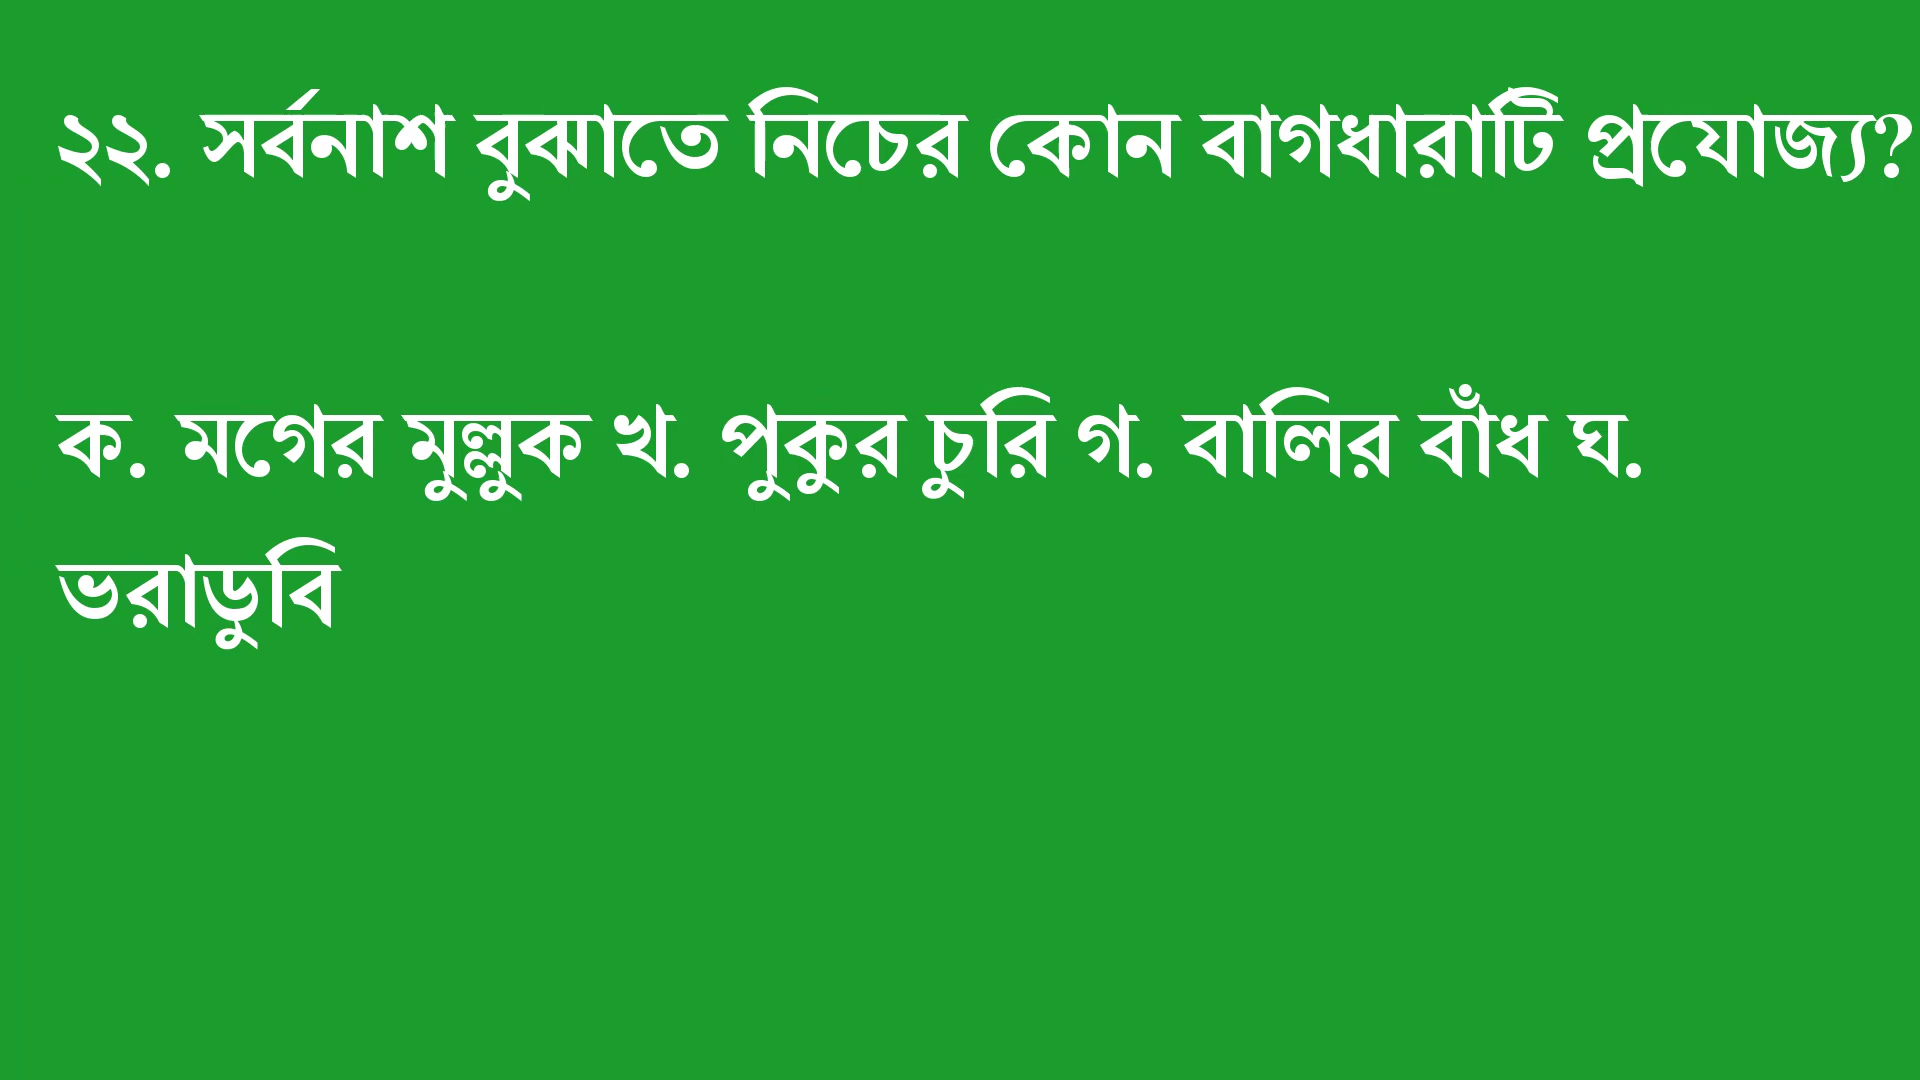 ২২. সর্বনাশ বুঝাতে নিচের কোন বাগধারাটি প্রযোজ্য?
ক. মগের মুল্লুক খ. পুকুর চুরি গ. বালির বাঁধ ঘ.
ভরাডুবি